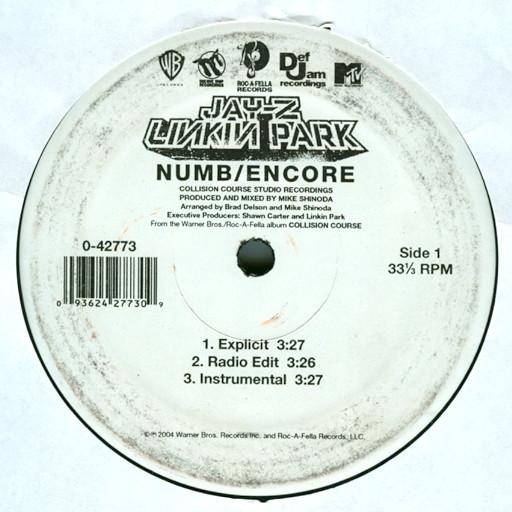 WB
ROC-A-FELLA
RECORDS
Def
Jam
recordings
MTV
JAY-Z
LINKIN PARK
NUMB/ENCORE
COLLISION COURSE STUDIO RECORDINGS
PRODUCED AND MIXED BY MIKE SHINODA
Arranged by Brad Delson and Mike Shinoda
Executive Producers: Shawn Carter and Linkin Park
From the Warner Bros./Roc-A-Fella album COLLISION COURSE
0-42773
0 93624 27730 9
Side 1
33⅓ RPM
1. Explicit 3:27
2. Radio Edit 3:26
3. Instrumental 3:27
©℗ 2004 Warner Bros. Records Inc. and Roc-A-Fella Records, LLC.